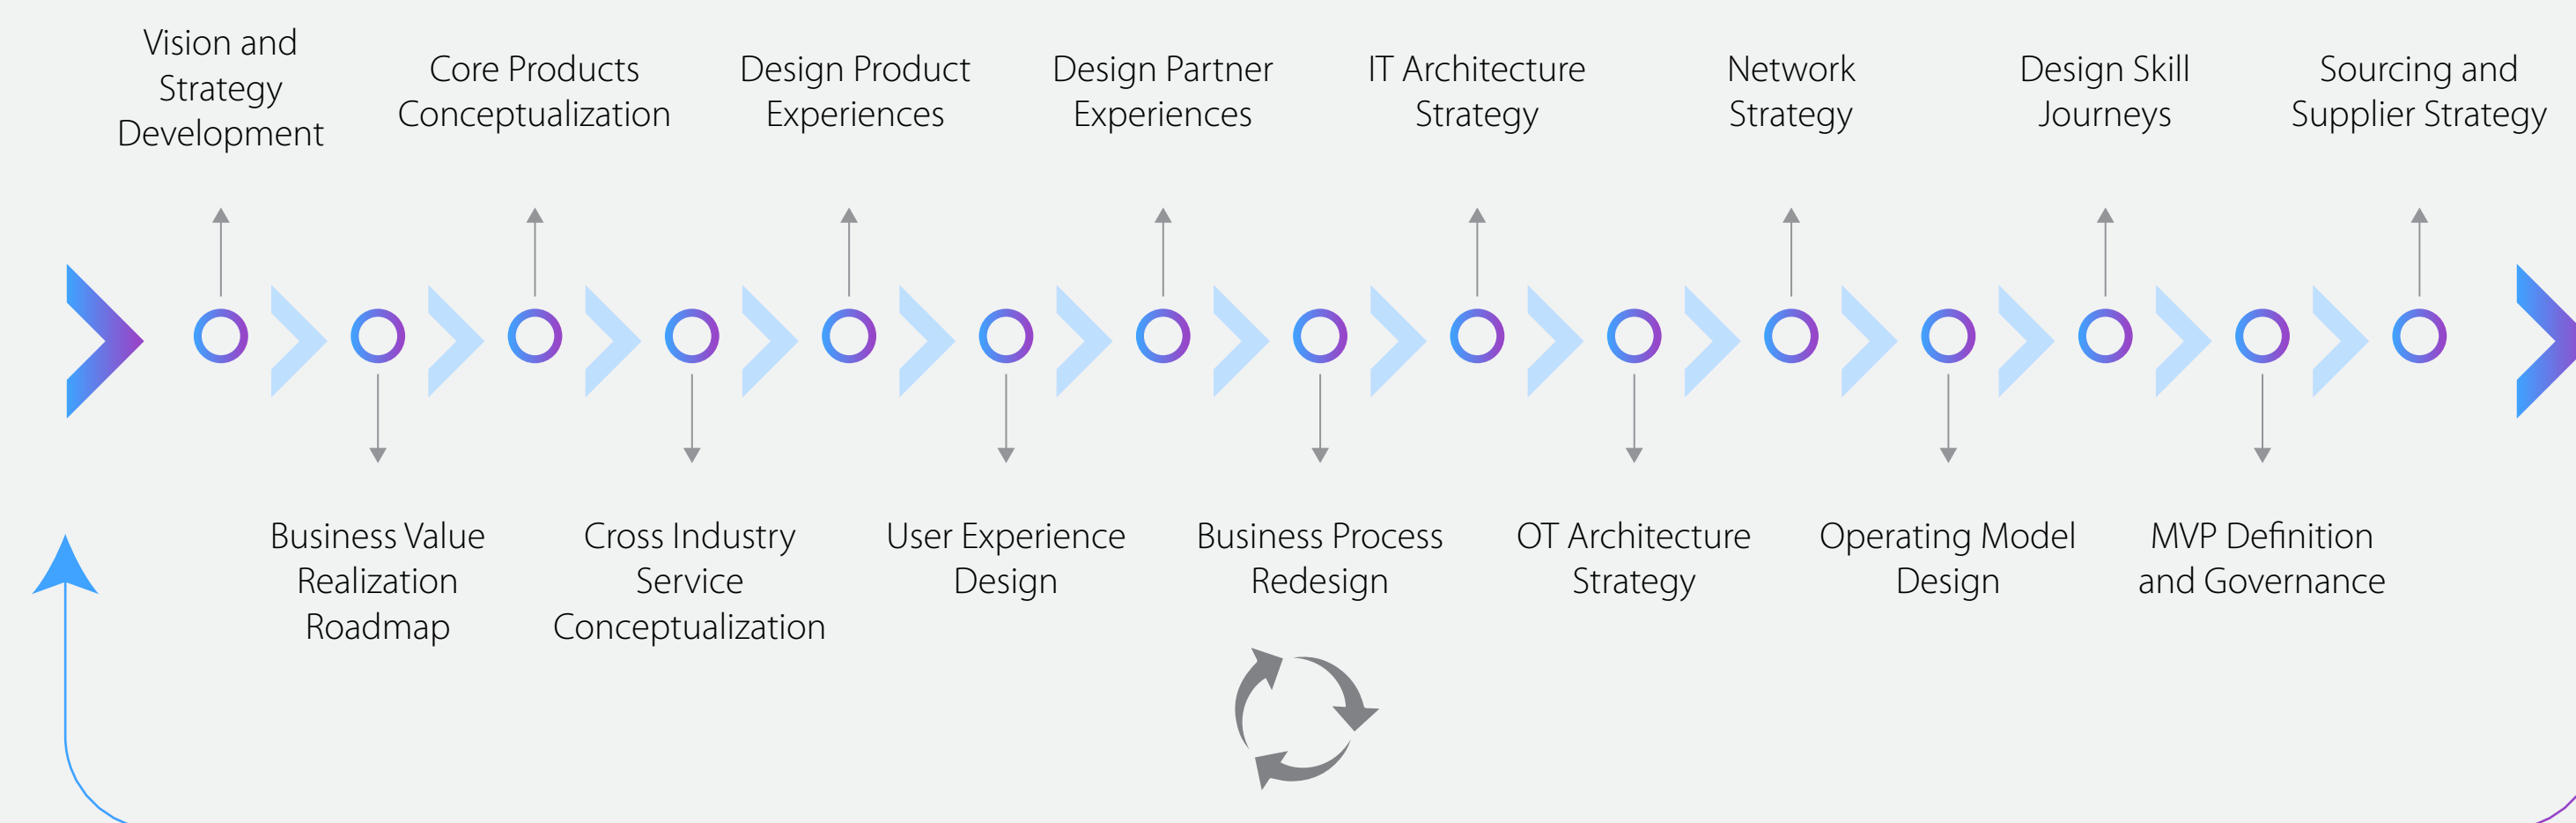 Vision and
Strategy
Development
Core Products
Conceptualization
Design Product
Experiences
Design Partner
Experiences
IT Architecture
Strategy
Network
Strategy
Design Skill
Journeys
Sourcing and
Supplier Strategy
Business Value
Realization
Roadmap
Cross Industry
Service
Conceptualization
User Experience
Design
Business Process
Redesign
OT Architecture
Strategy
Operating Model
Design
MVP Definition
and Governance